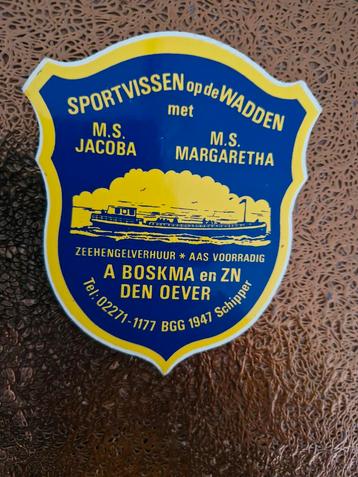 SPORTVISSEN op de WADDEN
met
M.S. JACOBA
M.S. MARGARETHA
ZEEHENGELVERHUUR * AAS VOORRADIG
A BOSKMA en ZN
DEN OEVER
Tel. 02271-1177 BGG 1947 Schipper